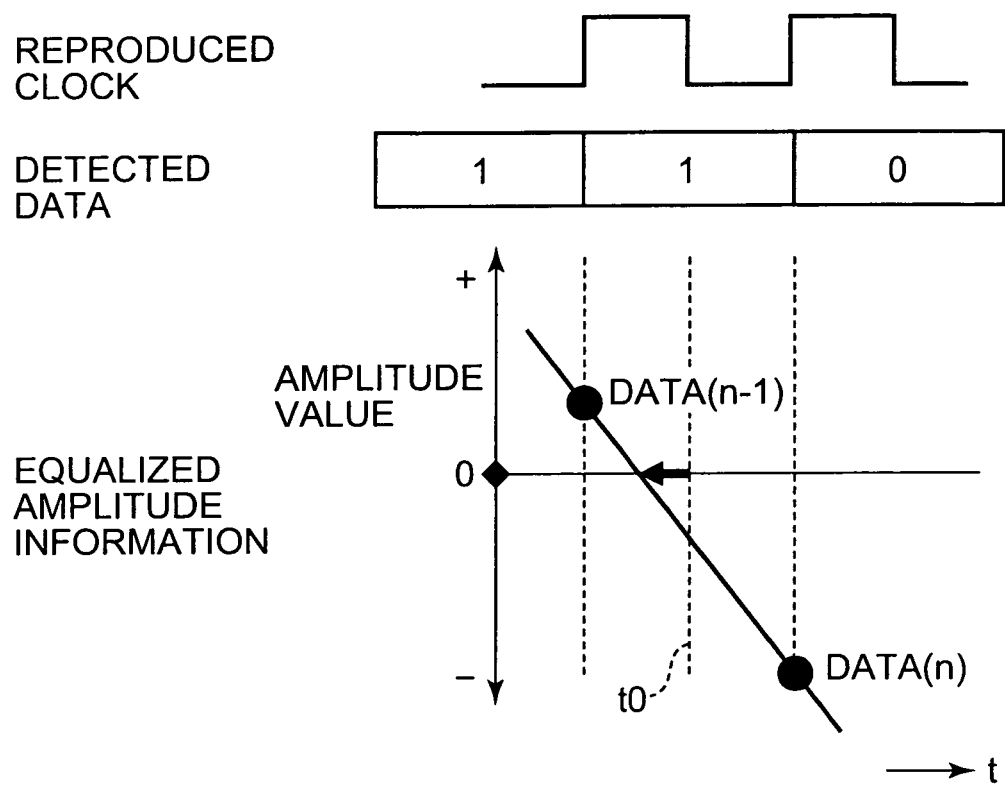 REPRODUCED
CLOCK
DETECTED
DATA
1 1 0
+
AMPLITUDE
VALUE
DATA(n-1)
EQUALIZED
AMPLITUDE
INFORMATION
0
–
t0
DATA(n)
t